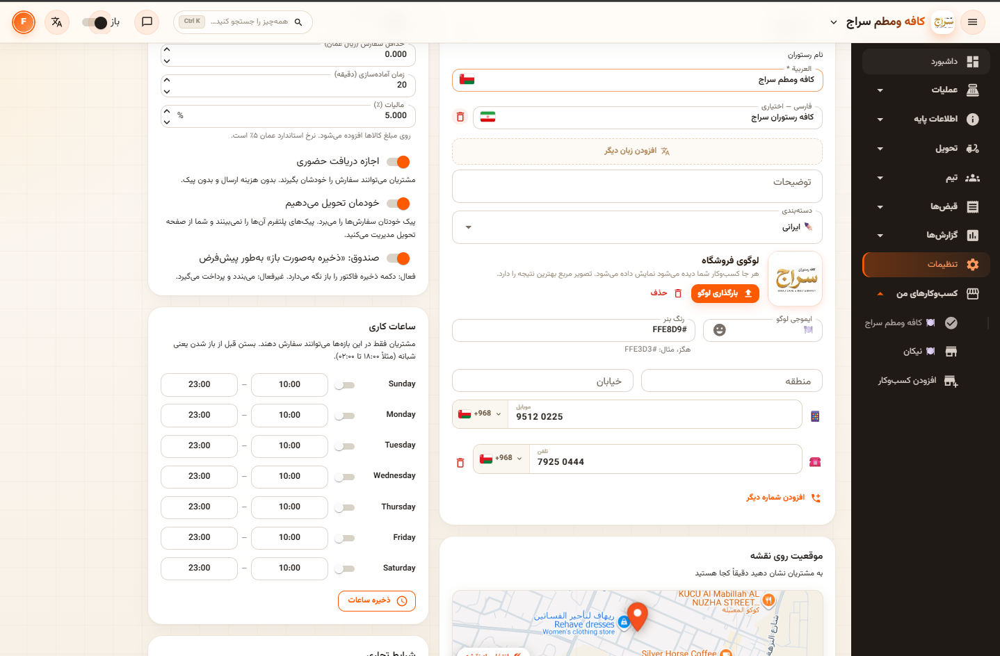 کافه ومطم سراج
همه‌چیز را جستجو کنید...
Ctrl K
باز
F
داشبورد
عملیات
اطلاعات پایه
تحویل
تیم
قبض‌ها
گزارش‌ها
تنظیمات
کسب‌وکارهای من
کافه ومطم سراج
نیکان
افزودن کسب‌وکار
نام رستوران
العربية *
کافه ومطم سراج
فارسی — اختیاری
کافه رستوران سراج
افزودن زبان دیگر
توضیحات
دسته‌بندی
ایرانی
لوگوی فروشگاه
هر جا کسب‌وکار شما دیده می‌شود نمایش داده می‌شود. تصویر مربع بهترین نتیجه را دارد.
بارگذاری لوگو
حذف
کافه رستوران
سراج
ایموجی لوگو
رنگ بنر
FFE8D9#
هگز، مثال: #FFE3D3
منطقه
خیابان
موبایل
+968
9512 0225
تلفن
+968
7925 0444
افزودن شماره دیگر
موقعیت روی نقشه
به مشتریان نشان دهید دقیقاً کجا هستید
KUCU Al Mabillah AL
NUZHA STREET...
كوكو المعبيلة
ريهاف لتأجير الفساتين
Rehave dresses
Women's clothing store
شارع النزهة
Silver Horse Coffee
انتخاب از نقشه
حداقل سفارش (ریال عمان)
0.000
زمان آماده‌سازی (دقیقه)
20
مالیات (٪)
5.000
%
روی مبلغ کالاها افزوده می‌شود. نرخ استاندارد عمان ۵٪ است.
اجازه دریافت حضوری
مشتریان می‌توانند سفارش را خودشان بگیرند. بدون هزینه ارسال و بدون پیک.
خودمان تحویل می‌دهیم
پیک خودتان سفارش‌ها را می‌برد. پیک‌های پلتفرم آن‌ها را نمی‌بینند و شما از صفحه
تحویل مدیریت می‌کنید.
صندوق: «ذخیره به‌صورت باز» به‌طور پیش‌فرض
فعال: دکمه ذخیره فاکتور را باز نگه می‌دارد. غیرفعال: می‌بندد و پرداخت می‌گیرد.
ساعات کاری
مشتریان فقط در این بازه‌ها می‌توانند سفارش دهند. بستن قبل از باز شدن یعنی
شبانه (مثلاً ۱۸:۰۰ تا ۰۲:۰۰).
Sunday 10:00 – 23:00
Monday 10:00 – 23:00
Tuesday 10:00 – 23:00
Wednesday 10:00 – 23:00
Thursday 10:00 – 23:00
Friday 10:00 – 23:00
Saturday 10:00 – 23:00
ذخیره ساعات
شرایط تجاری